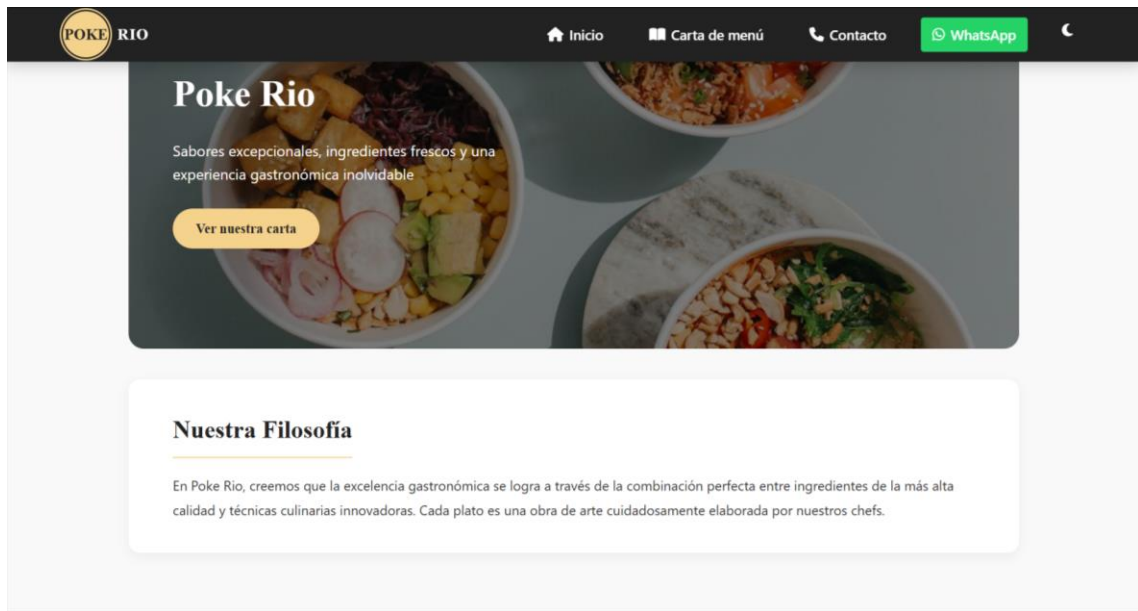 POKE RIO
Inicio
Carta de menú
Contacto
WhatsApp
Poke Rio
Sabores excepcionales, ingredientes frescos y una
experiencia gastronómica inolvidable
Ver nuestra carta
Nuestra Filosofía
En Poke Rio, creemos que la excelencia gastronómica se logra a través de la combinación perfecta entre ingredientes de la más alta
calidad y técnicas culinarias innovadoras. Cada plato es una obra de arte cuidadosamente elaborada por nuestros chefs.